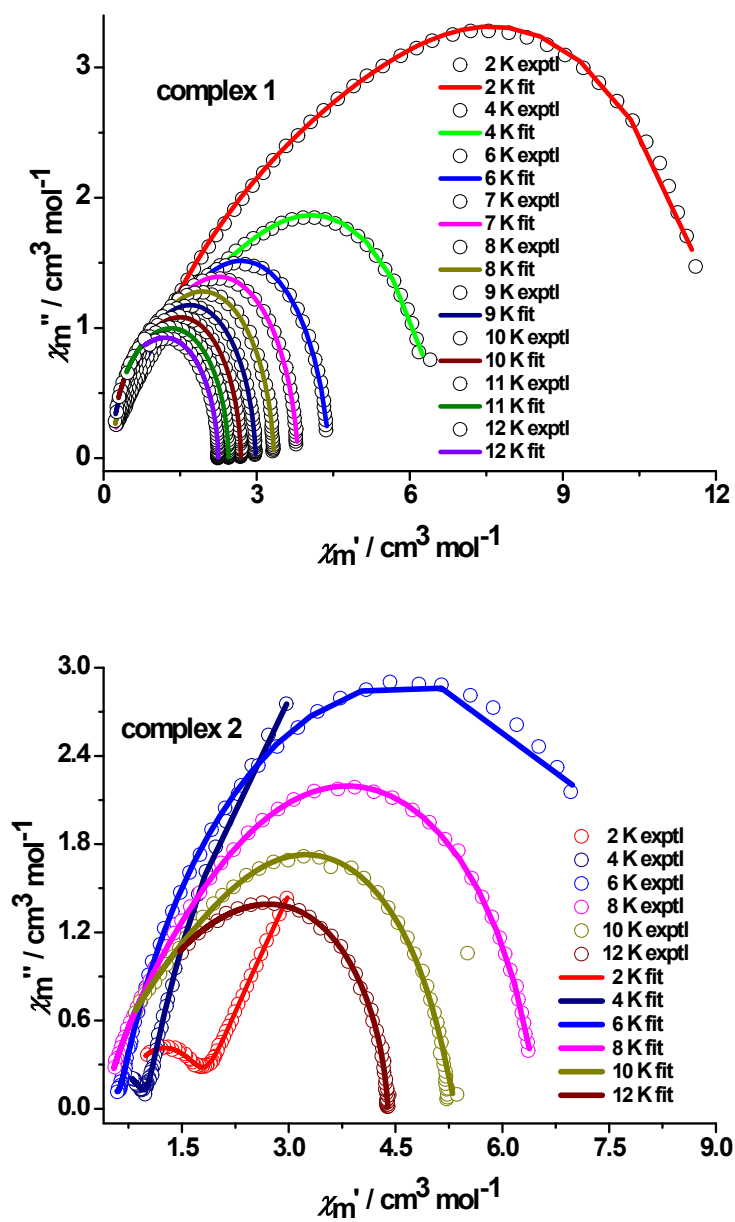 complex 1
2 K exptl
2 K fit
4 K exptl
4 K fit
6 K exptl
6 K fit
7 K exptl
7 K fit
8 K exptl
8 K fit
9 K exptl
9 K fit
10 K exptl
10 K fit
11 K exptl
11 K fit
12 K exptl
12 K fit
3
2
1
0
χm'' / cm³ mol⁻¹
0 3 6 9 12
χm' / cm³ mol⁻¹
complex 2
3.0
2.4
1.8
1.2
0.6
0.0
χm'' / cm³ mol⁻¹
2 K exptl
4 K exptl
6 K exptl
8 K exptl
10 K exptl
12 K exptl
2 K fit
4 K fit
6 K fit
8 K fit
10 K fit
12 K fit
1.5 3.0 4.5 6.0 7.5 9.0
χm' / cm³ mol⁻¹